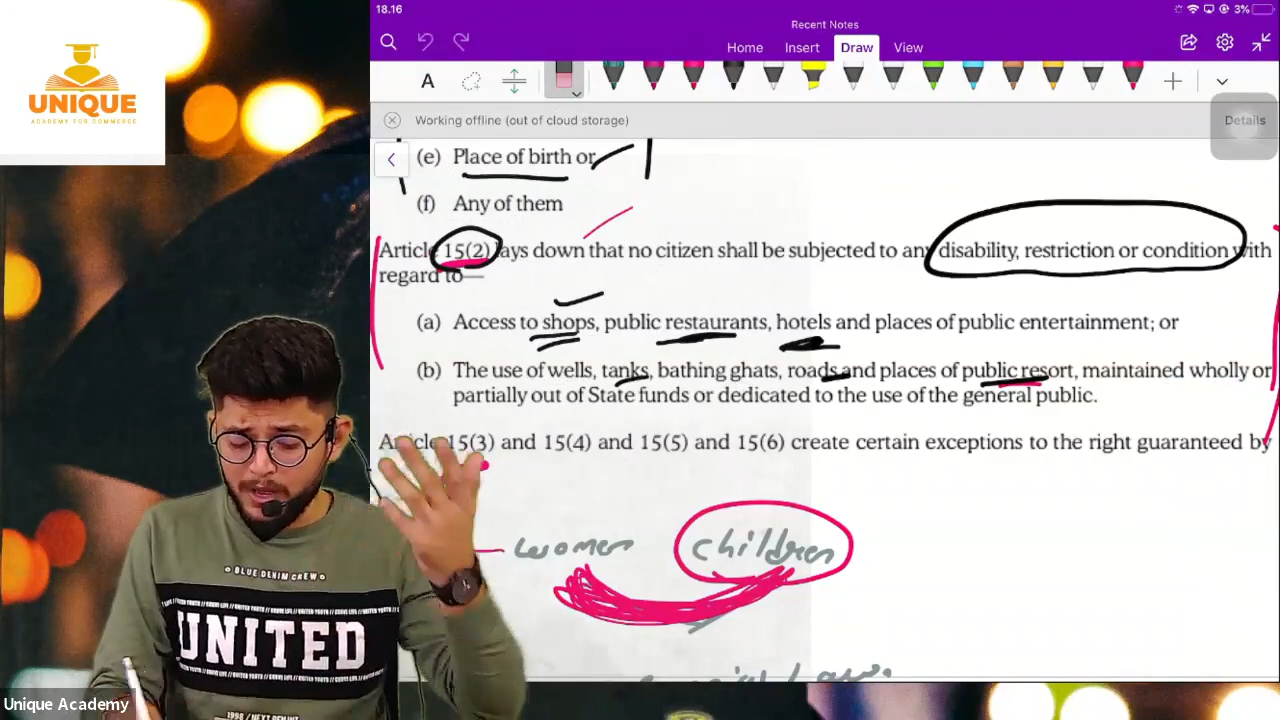 18.16
3%
Recent Notes
Home Insert Draw View
A
Working offline (out of cloud storage)
Details
UNIQUE
ACADEMY FOR COMMERCE
(e) Place of birth or
(f) Any of them
Article 15(2) lays down that no citizen shall be subjected to any disability, restriction or condition with
regard to—
(a) Access to shops, public restaurants, hotels and places of public entertainment; or
(b) The use of wells, tanks, bathing ghats, roads and places of public resort, maintained wholly or
partially out of State funds or dedicated to the use of the general public.
Article 15(3) and 15(4) and 15(5) and 15(6) create certain exceptions to the right guaranteed by
women children
Law.
BLUE DENIM CREW
UNITED
1998 // NEXT
Unique Academy